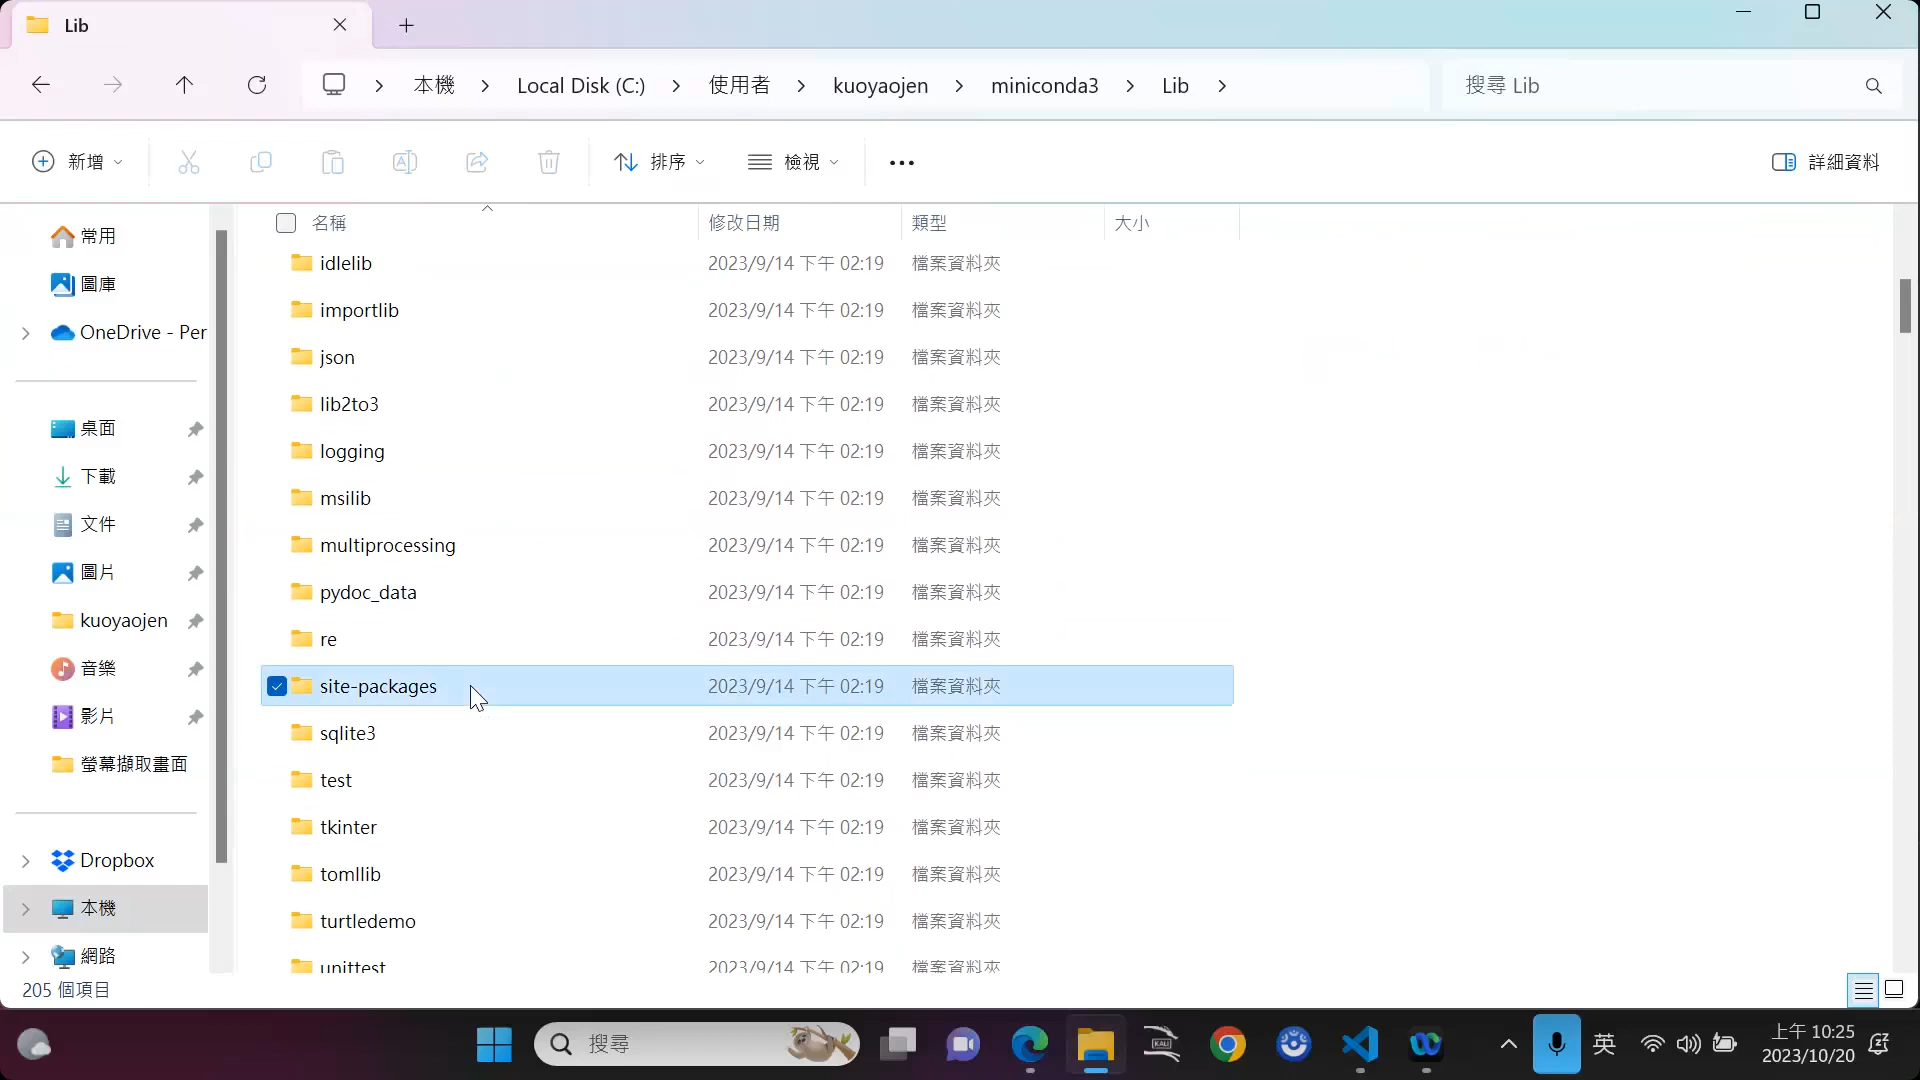 Lib
本機 Local Disk (C:) 使用者 kuoyaojen miniconda3 Lib
搜尋 Lib
新增 排序 檢視 詳細資料
名稱 修改日期 類型 大小
常用
圖庫
OneDrive - Per
桌面
下載
文件
圖片
kuoyaojen
音樂
影片
螢幕擷取畫面
Dropbox
本機
網路
idlelib 2023/9/14 下午 02:19 檔案資料夾
importlib 2023/9/14 下午 02:19 檔案資料夾
json 2023/9/14 下午 02:19 檔案資料夾
lib2to3 2023/9/14 下午 02:19 檔案資料夾
logging 2023/9/14 下午 02:19 檔案資料夾
msilib 2023/9/14 下午 02:19 檔案資料夾
multiprocessing 2023/9/14 下午 02:19 檔案資料夾
pydoc_data 2023/9/14 下午 02:19 檔案資料夾
re 2023/9/14 下午 02:19 檔案資料夾
site-packages 2023/9/14 下午 02:19 檔案資料夾
sqlite3 2023/9/14 下午 02:19 檔案資料夾
test 2023/9/14 下午 02:19 檔案資料夾
tkinter 2023/9/14 下午 02:19 檔案資料夾
tomllib 2023/9/14 下午 02:19 檔案資料夾
turtledemo 2023/9/14 下午 02:19 檔案資料夾
unittest 2023/9/14 下午 02:19 檔案資料夾
205 個項目
搜尋
KALI
英
上午 10:25
2023/10/20